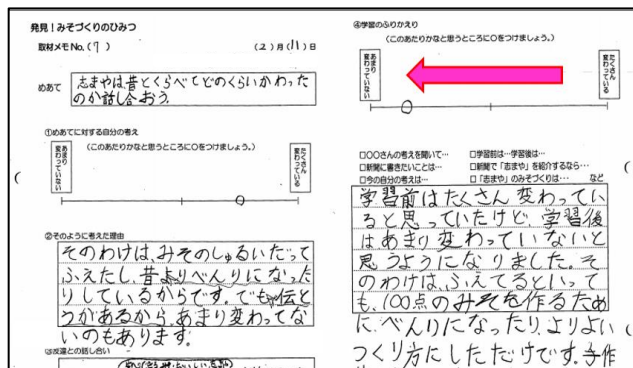 発見！みそづくりのひみつ
取材メモNo.（7）　（2）月（11）日
めあて
志まやは、昔とくらべてどのくらいかわった
のか話し合おう。
①めあてに対する自分の考え
（このあたりかなと思うところに○をつけましょう。）
あまり変わっていない
たくさん変わっている
②そのように考えた理由
そのわけは、みそのしゅるいだって
ふえたし、昔よりべんりになった
りしているからです。でも伝と
うがあるから、あまり変わってな
いのもあります。
③友達との話し合い
④学習のふりかえり
（このあたりかなと思うところに○をつけましょう。）
あまり変わっていない
たくさん変わっている
□○○さんの考えを聞いて…　□学習前は…学習後は…
□新聞に書きたいことは…　□新聞で「志まや」を紹介するなら…
□今の自分の考えは…　□「志まや」のみそづくりは…　など
学習前はたくさん変わってい
ると思っていたけど、学習後
はあまり変わっていないと
思うようになりました。そ
のわけは、ふえてるといって
も、100点のみそを作るため
に、べんりになったり、よりよい
つくり方にしただけです。手作